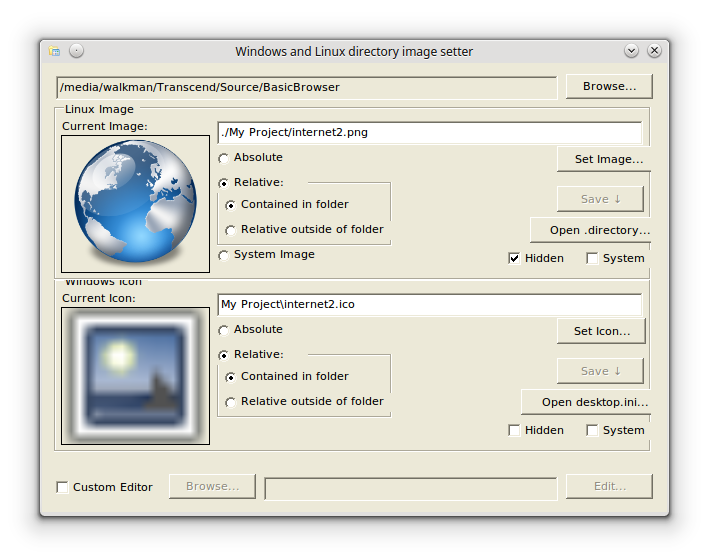 Windows and Linux directory image setter
/media/walkman/Transcend/Source/BasicBrowser
Browse...
Linux Image
Current Image:
./My Project/internet2.png
Absolute
Set Image...
Relative:
Contained in folder
Save ↓
Relative outside of folder
Open .directory...
System Image
Hidden
System
Windows Icon
Current Icon:
My Project\internet2.ico
Absolute
Set Icon...
Relative:
Contained in folder
Save ↓
Relative outside of folder
Open desktop.ini...
Hidden
System
Custom Editor
Browse...
Edit...